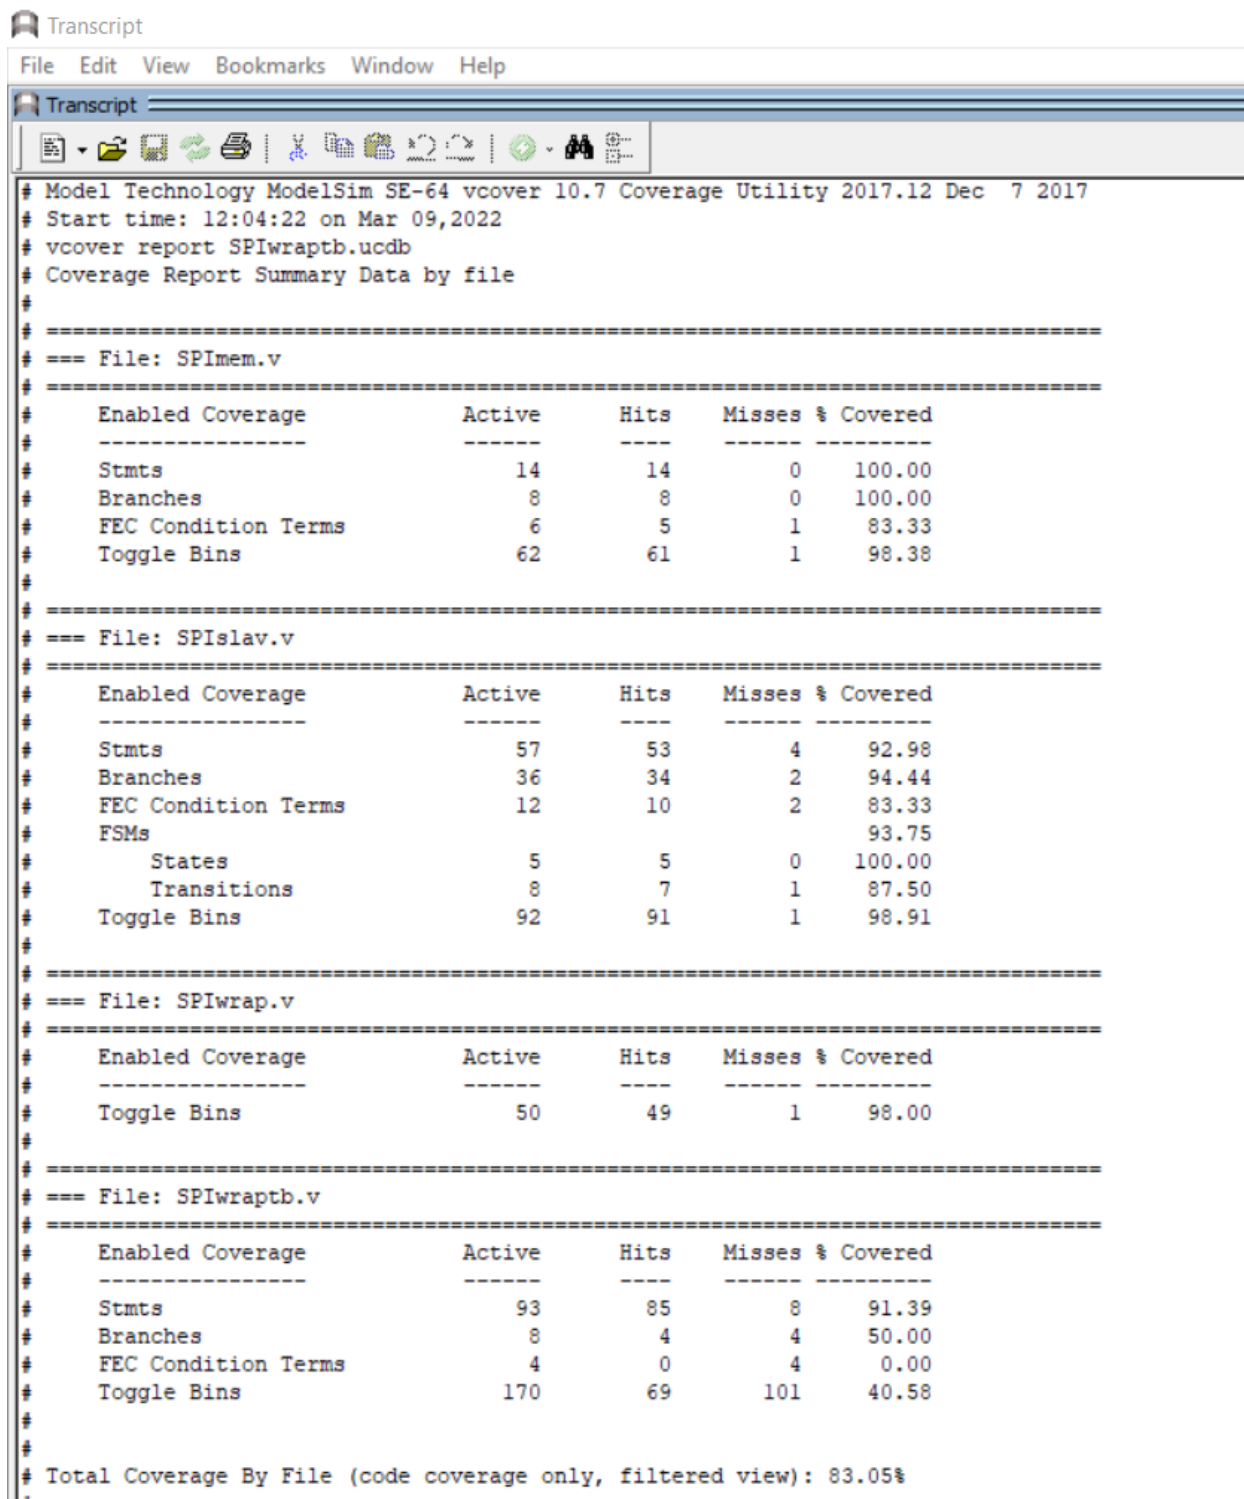 Transcript
File Edit View Bookmarks Window Help
Transcript
# Model Technology ModelSim SE-64 vcover 10.7 Coverage Utility 2017.12 Dec  7 2017
# Start time: 12:04:22 on Mar 09,2022
# vcover report SPIwraptb.ucdb
# Coverage Report Summary Data by file
#
# =================================================================================
# === File: SPImem.v
# =================================================================================
#     Enabled Coverage            Active      Hits    Misses % Covered
#     ----------------            ------      ----    ------ ---------
#     Stmts                           14        14         0    100.00
#     Branches                         8         8         0    100.00
#     FEC Condition Terms              6         5         1     83.33
#     Toggle Bins                     62        61         1     98.38
#
# =================================================================================
# === File: SPIslav.v
# =================================================================================
#     Enabled Coverage            Active      Hits    Misses % Covered
#     ----------------            ------      ----    ------ ---------
#     Stmts                           57        53         4     92.98
#     Branches                        36        34         2     94.44
#     FEC Condition Terms             12        10         2     83.33
#     FSMs                                                       93.75
#         States                       5         5         0    100.00
#         Transitions                  8         7         1     87.50
#     Toggle Bins                     92        91         1     98.91
#
# =================================================================================
# === File: SPIwrap.v
# =================================================================================
#     Enabled Coverage            Active      Hits    Misses % Covered
#     ----------------            ------      ----    ------ ---------
#     Toggle Bins                     50        49         1     98.00
#
# =================================================================================
# === File: SPIwraptb.v
# =================================================================================
#     Enabled Coverage            Active      Hits    Misses % Covered
#     ----------------            ------      ----    ------ ---------
#     Stmts                           93        85         8     91.39
#     Branches                         8         4         4     50.00
#     FEC Condition Terms              4         0         4      0.00
#     Toggle Bins                    170        69       101     40.58
#
#
# Total Coverage By File (code coverage only, filtered view): 83.05%